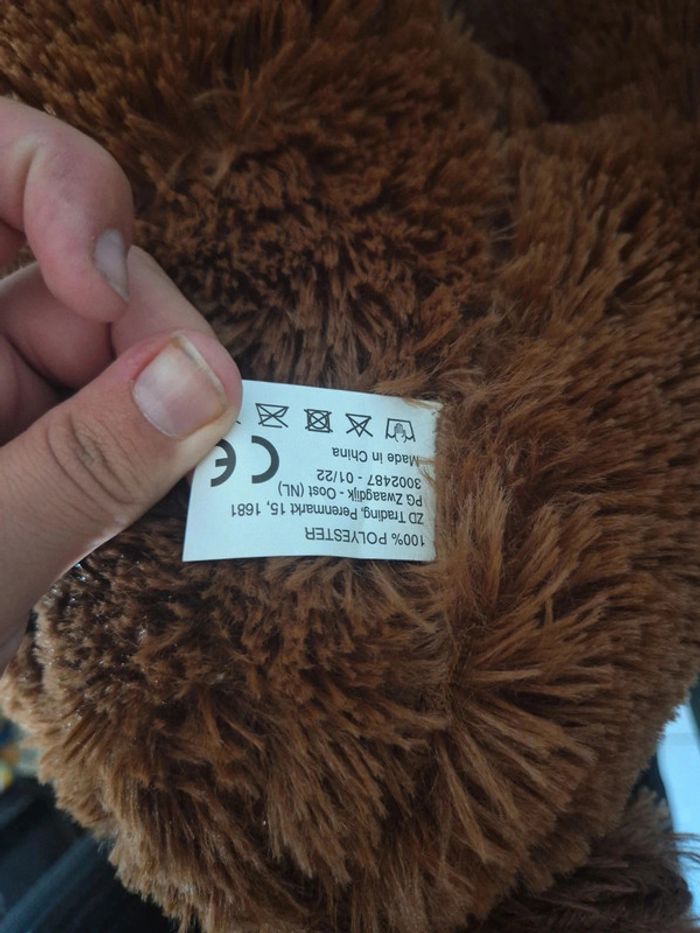 100% POLYESTER
ZD Trading, Perenmarkt 15, 1681
PG Zwaagdijk - Oost (NL)
3002487 - 01/22
Made in China
CE